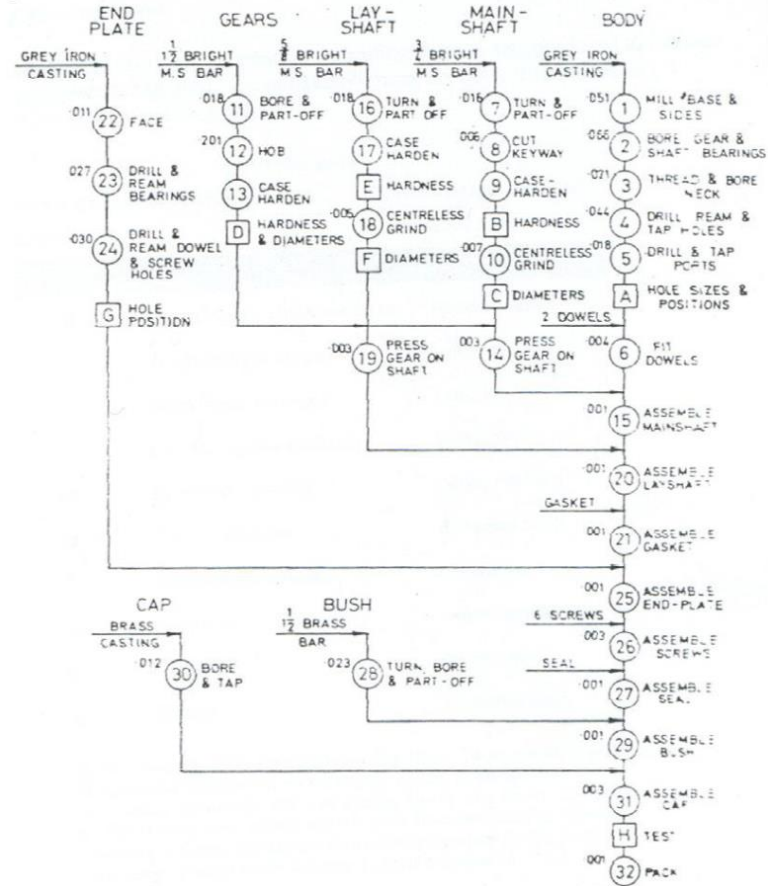 END PLATE
GREY IRON
CASTING
·011 22 FACE
·027 23 DRILL & REAM BEARINGS
·030 24 DRILL & REAM DOWEL & SCREW HOLES
G HOLE POSITION
GEARS
1 1/2 BRIGHT
M.S. BAR
·018 11 BORE & PART-OFF
·201 12 HOB
13 CASE HARDEN
D HARDNESS & DIAMETERS
LAY-SHAFT
5/8 BRIGHT
M.S. BAR
·018 16 TURN & PART OFF
17 CASE HARDEN
E HARDNESS
·005 18 CENTRELESS GRIND
F DIAMETERS
·003 19 PRESS GEAR ON SHAFT
MAIN-SHAFT
3/4 BRIGHT
M.S. BAR
·016 7 TURN & PART-OFF
·006 8 CUT KEYWAY
9 CASE-HARDEN
B HARDNESS
·007 10 CENTRELESS GRIND
C DIAMETERS
·003 14 PRESS GEAR ON SHAFT
BODY
GREY IRON
CASTING
·051 1 MILL BASE & SIDES
·066 2 BORE GEAR & SHAFT BEARINGS
·021 3 THREAD & BORE NECK
·044 4 DRILL REAM & TAP HOLES
·018 5 DRILL & TAP PORTS
A HOLE SIZES & POSITIONS
2 DOWELS
·004 6 FIT DOWELS
·001 15 ASSEMBLE MAINSHAFT
·001 20 ASSEMBLE LAYSHAFT
GASKET
·001 21 ASSEMBLE GASKET
·001 25 ASSEMBLE END-PLATE
6 SCREWS
·003 26 ASSEMBLE SCREWS
SEAL
·001 27 ASSEMBLE SEAL
·001 29 ASSEMBLE BUSH
·003 31 ASSEMBLE CAP
H TEST
·001 32 PACK
CAP
BRASS
CASTING
·012 30 BORE & TAP
BUSH
1 1/2 BRASS
BAR
·023 28 TURN, BORE & PART-OFF